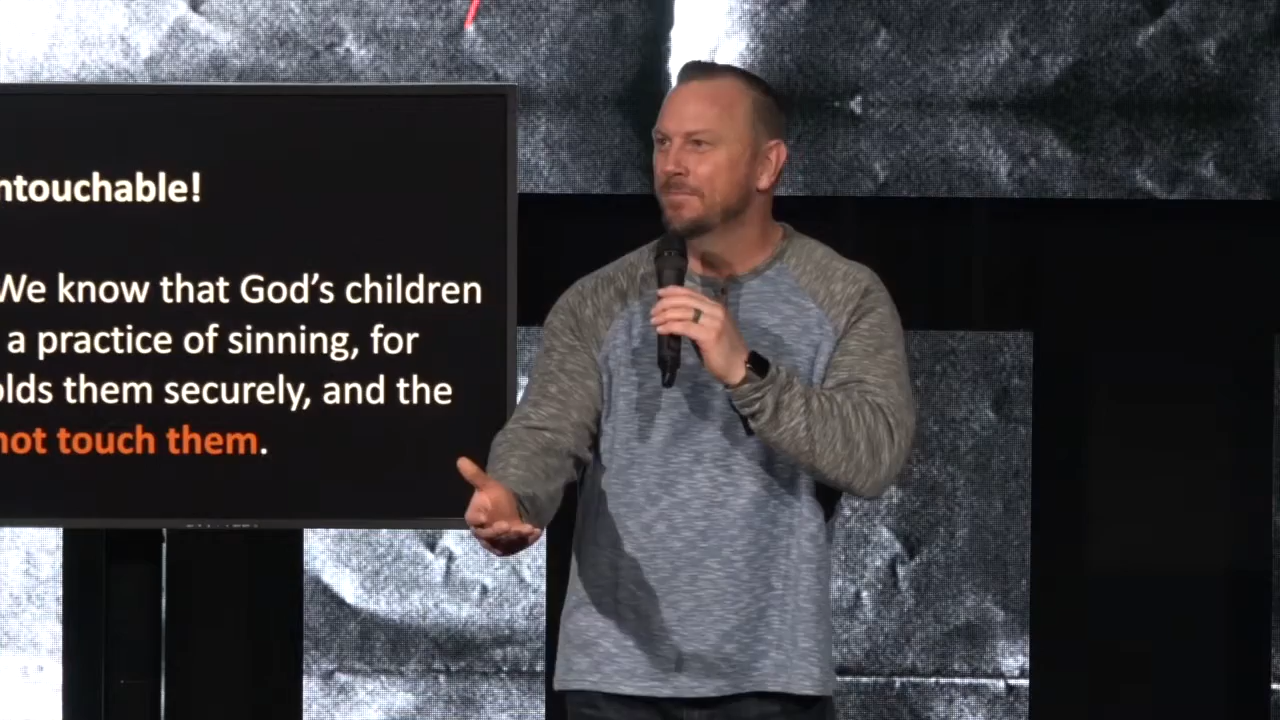 ntouchable!
We know that God's children
a practice of sinning, for
olds them securely, and the
not touch them.